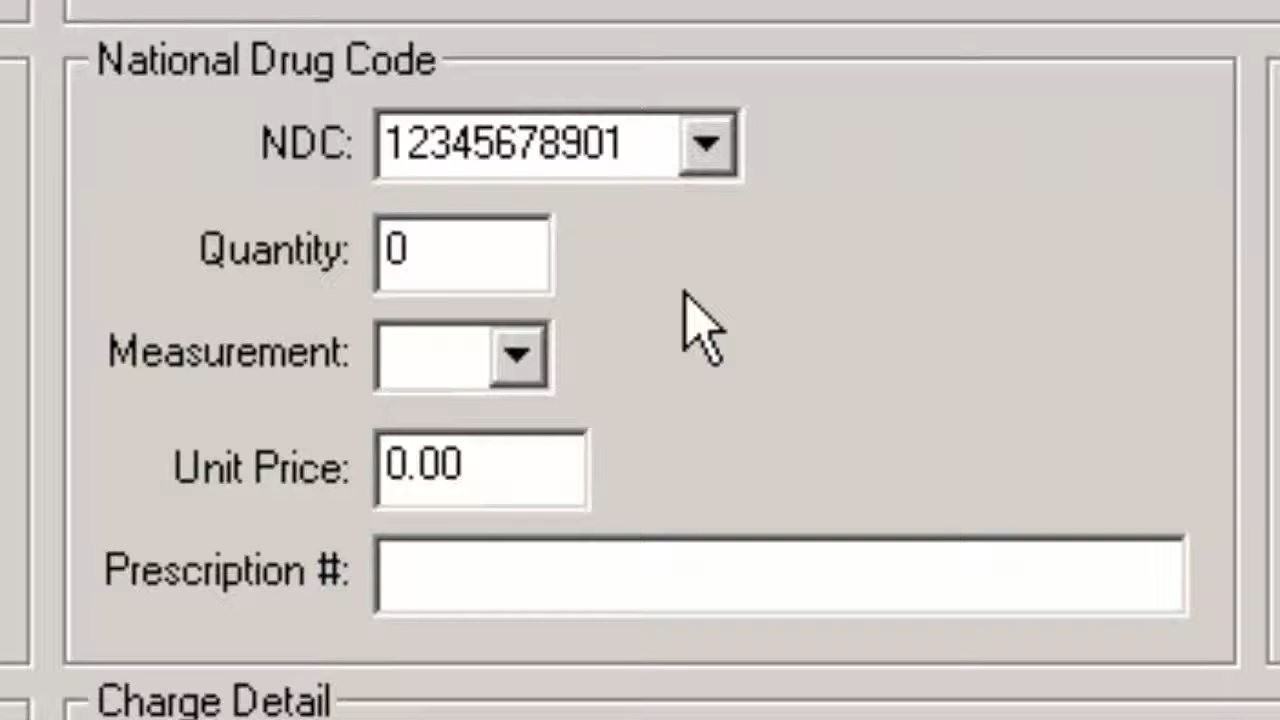 National Drug Code
NDC: 12345678901
Quantity: 0
Measurement:
Unit Price: 0.00
Prescription #:
Charge Detail